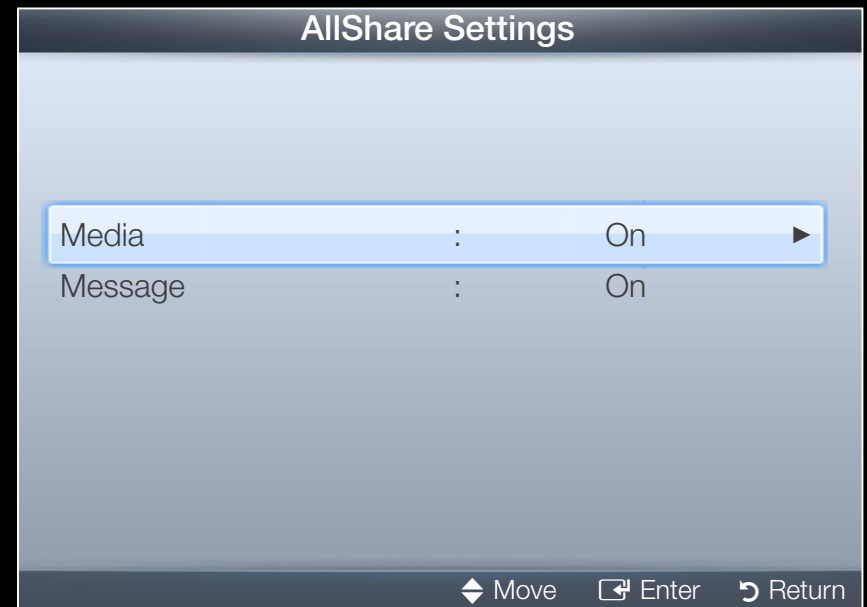 AllShare Settings
Media : On ►
Message : On
Move Enter Return